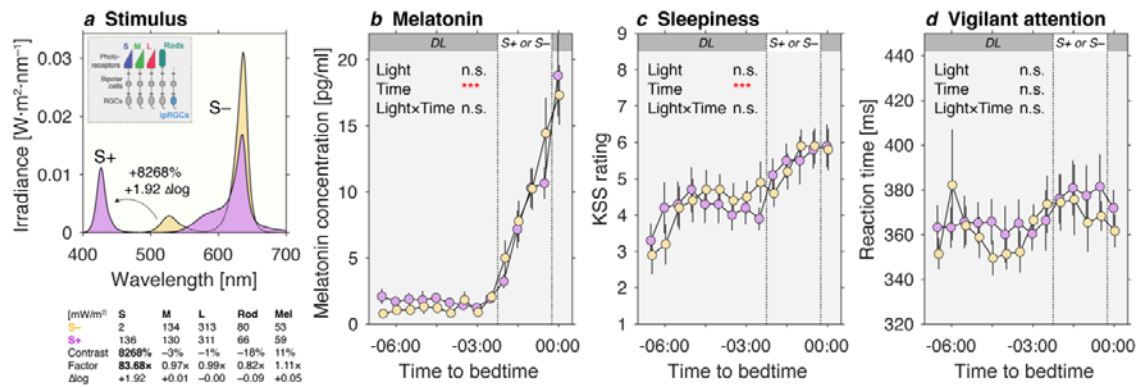 a Stimulus
0.03
0.02
0.01
0
Irradiance [W·m⁻²·nm⁻¹]
S M L Rods
Photo-
receptors
Bipolar
cells
RGCs
ipRGCs
S–
S+
+8268%
+1.92 Δlog
400 500 600 700
Wavelength [nm]
[mW/m²] S M L Rod Mel
S– 2 134 313 80 53
S+ 136 130 311 66 59
Contrast 8268% –3% –1% –18% 11%
Factor 83.68× 0.97× 0.99× 0.82× 1.11×
Δlog +1.92 +0.01 –0.00 –0.09 +0.05
b Melatonin
DL S+ or S–
Light n.s.
Time ***
Light×Time n.s.
20
15
10
5
0
Melatonin concentration [pg/ml]
-06:00 -03:00 00:00
Time to bedtime
c Sleepiness
DL S+ or S–
Light n.s.
Time ***
Light×Time n.s.
9
8
7
6
5
4
3
2
1
KSS rating
-06:00 -03:00 00:00
Time to bedtime
d Vigilant attention
DL S+ or S–
Light n.s.
Time n.s.
Light×Time n.s.
450
420
400
380
360
340
320
Reaction time [ms]
-06:00 -03:00 00:00
Time to bedtime